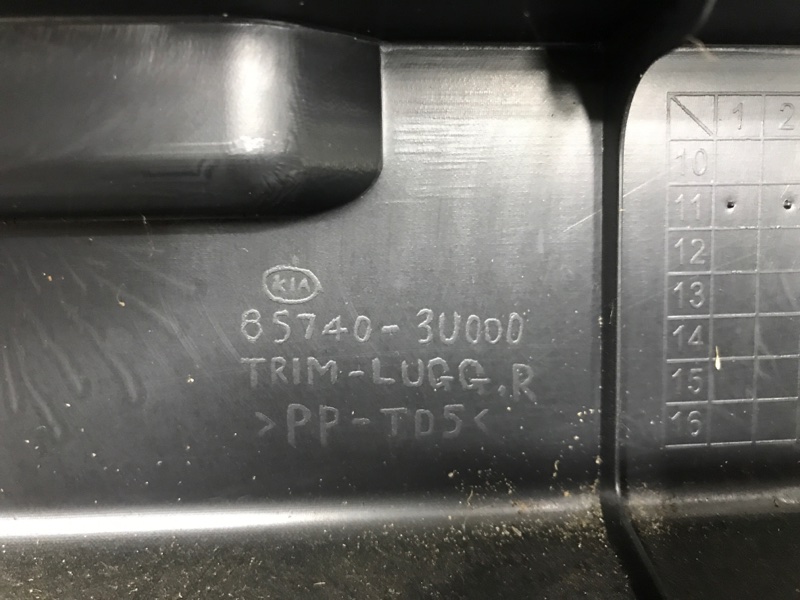 KIA
85740-3U000
TRIM-LUGG,R
>PP-TD5<
1 2
10
11
12
13
14
15
16